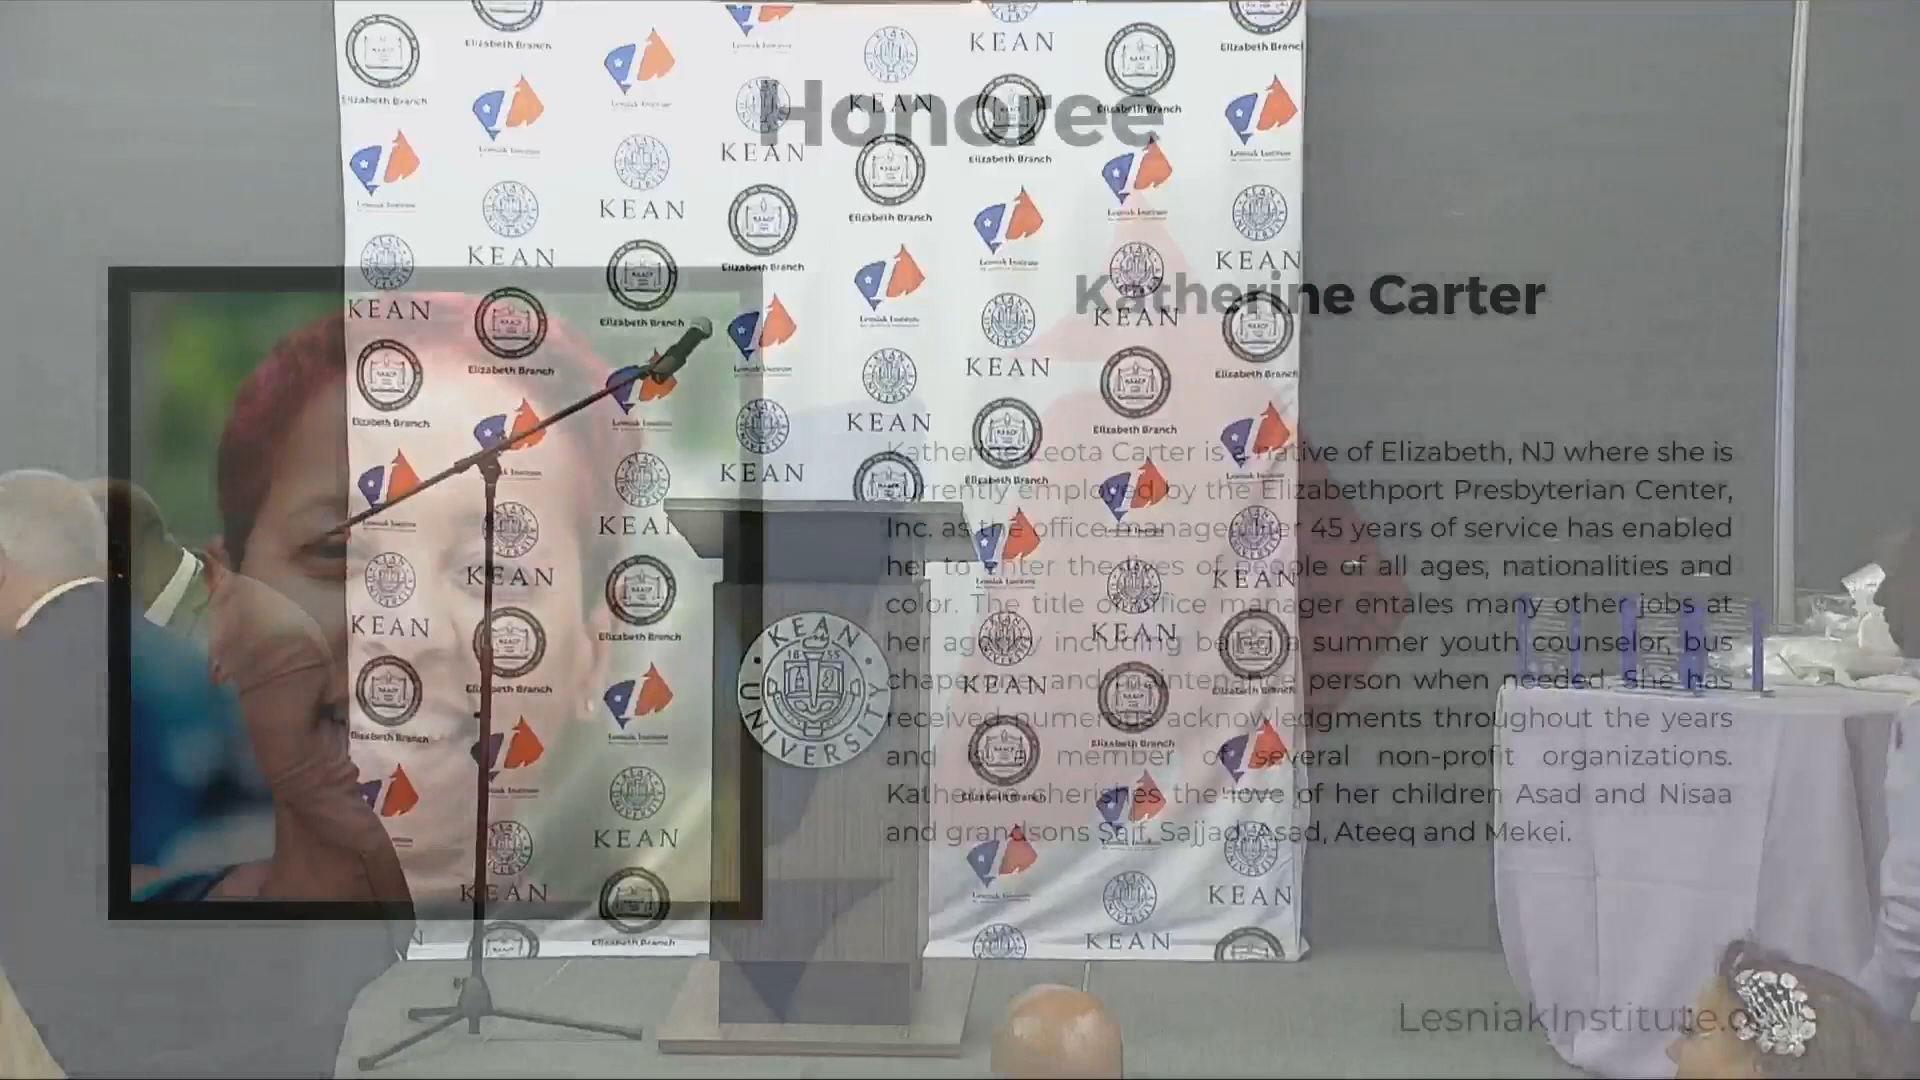 Honoree
Katherine Carter
Katherine Leota Carter is a native of Elizabeth, NJ where she is
currently employed by the Elizabethport Presbyterian Center,
Inc. as the office manager. Her 45 years of service has enabled
her to enter the lives of people of all ages, nationalities and
color. The title of office manager entales many other jobs at
her agency including being a summer youth counselor, bus
chaperone, and maintenance person when needed. She has
received numerous acknowledgments throughout the years
and is a member of several non-profit organizations.
Katherine cherishes the love of her children Asad and Nisaa
and grandsons Sajjad, Asad, Ateeq and Mekei.
LesniakInstitute.
KEAN
Elizabeth Branch
Lesniak Institute
NAACP
KEAN UNIVERSITY
1855